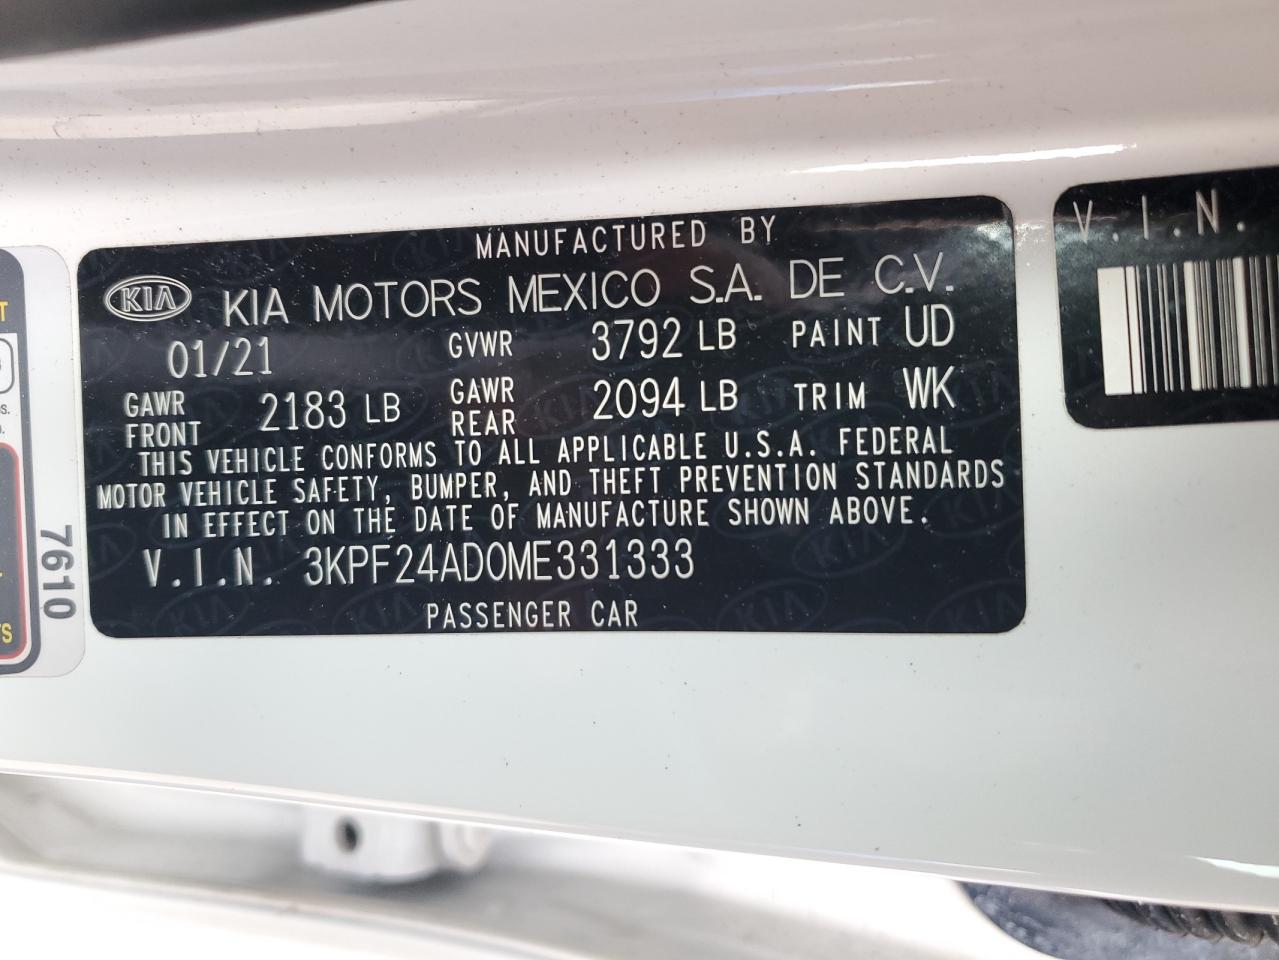 MANUFACTURED BY
KIA KIA MOTORS MEXICO S.A. DE C.V.
01/21 GVWR 3792 LB PAINT UD
GAWR FRONT 2183 LB GAWR REAR 2094 LB TRIM WK
THIS VEHICLE CONFORMS TO ALL APPLICABLE U.S.A. FEDERAL
MOTOR VEHICLE SAFETY, BUMPER, AND THEFT PREVENTION STANDARDS
IN EFFECT ON THE DATE OF MANUFACTURE SHOWN ABOVE.
V.I.N. 3KPF24AD0ME331333
PASSENGER CAR
V.I.N.
7610